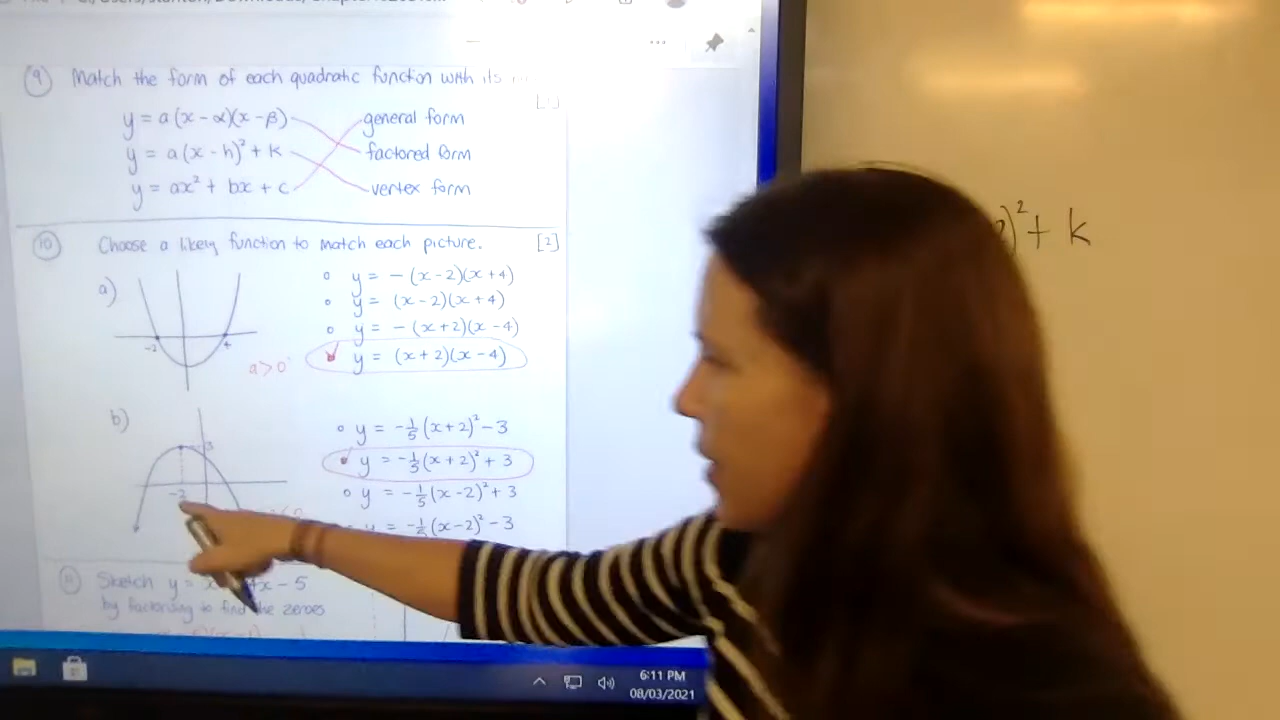 9 Match the form of each quadratic function with its
y = a(x - α)(x - β) general form
y = a(x - h)² + k factored form
y = ax² + bx + c vertex form
10 Choose a likely function to match each picture. [2]
a)
-2 4
a>0
y = -(x-2)(x+4)
y = (x-2)(x+4)
y = -(x+2)(x-4)
y = (x+2)(x-4)
b)
3
-2
y = -1/5(x+2)² - 3
y = -1/5(x+2)² + 3
y = -1/5(x-2)² + 3
y = -1/5(x-2)² - 3
Sketch y = 4x - 5
by factoring to find the zeroes
)² + k
6:11 PM
08/03/2021